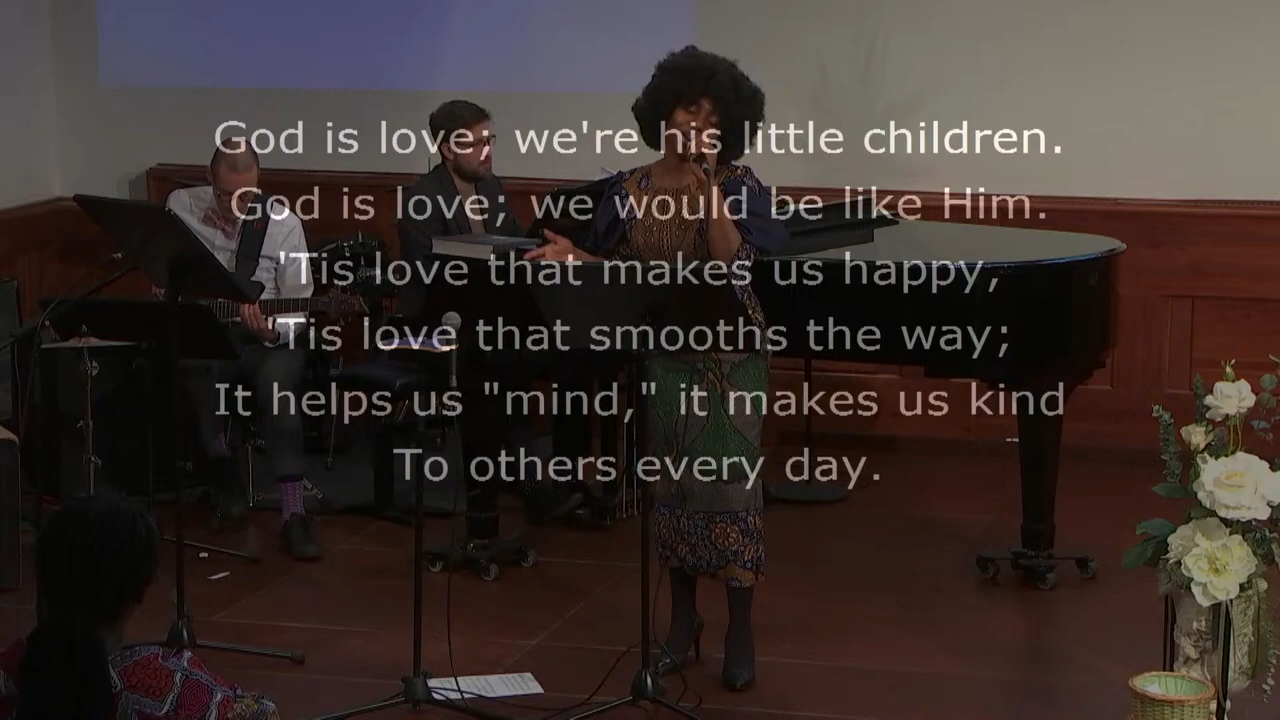 God is love; we're his little children.
God is love; we would be like Him.
'Tis love that makes us happy,
'Tis love that smooths the way;
It helps us "mind," it makes us kind
To others every day.